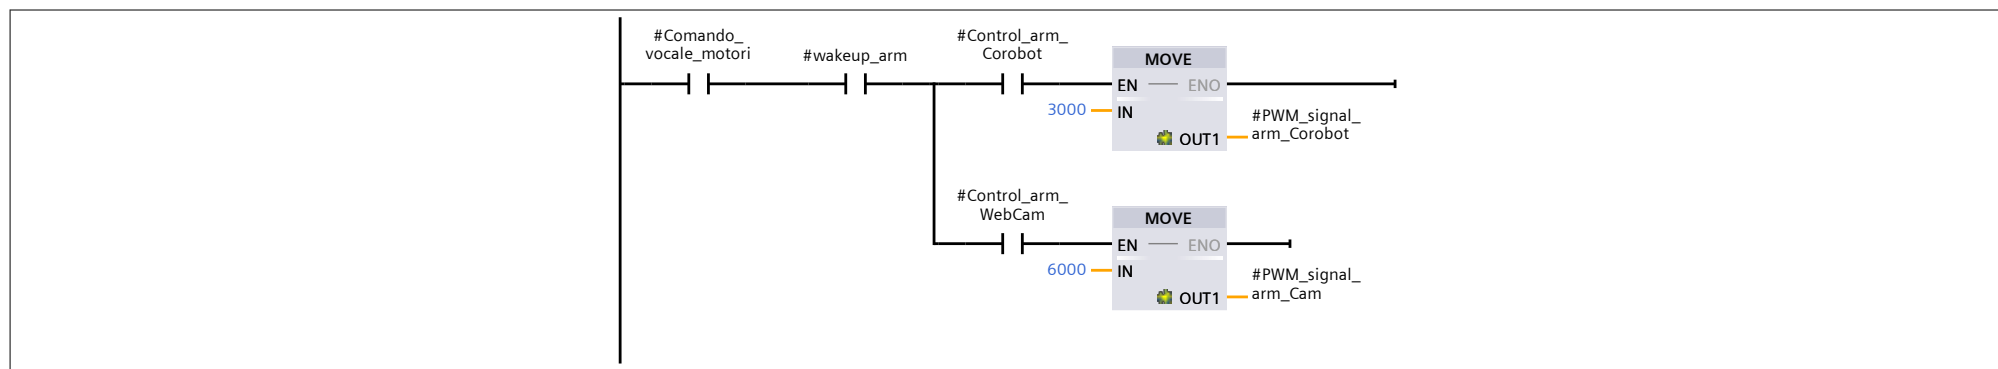 #Comando_
vocale_motori
#wakeup_arm
#Control_arm_
Corobot
MOVE
EN
ENO
3000
IN
OUT1
#PWM_signal_
arm_Corobot
#Control_arm_
WebCam
MOVE
EN
ENO
6000
IN
OUT1
#PWM_signal_
arm_Cam